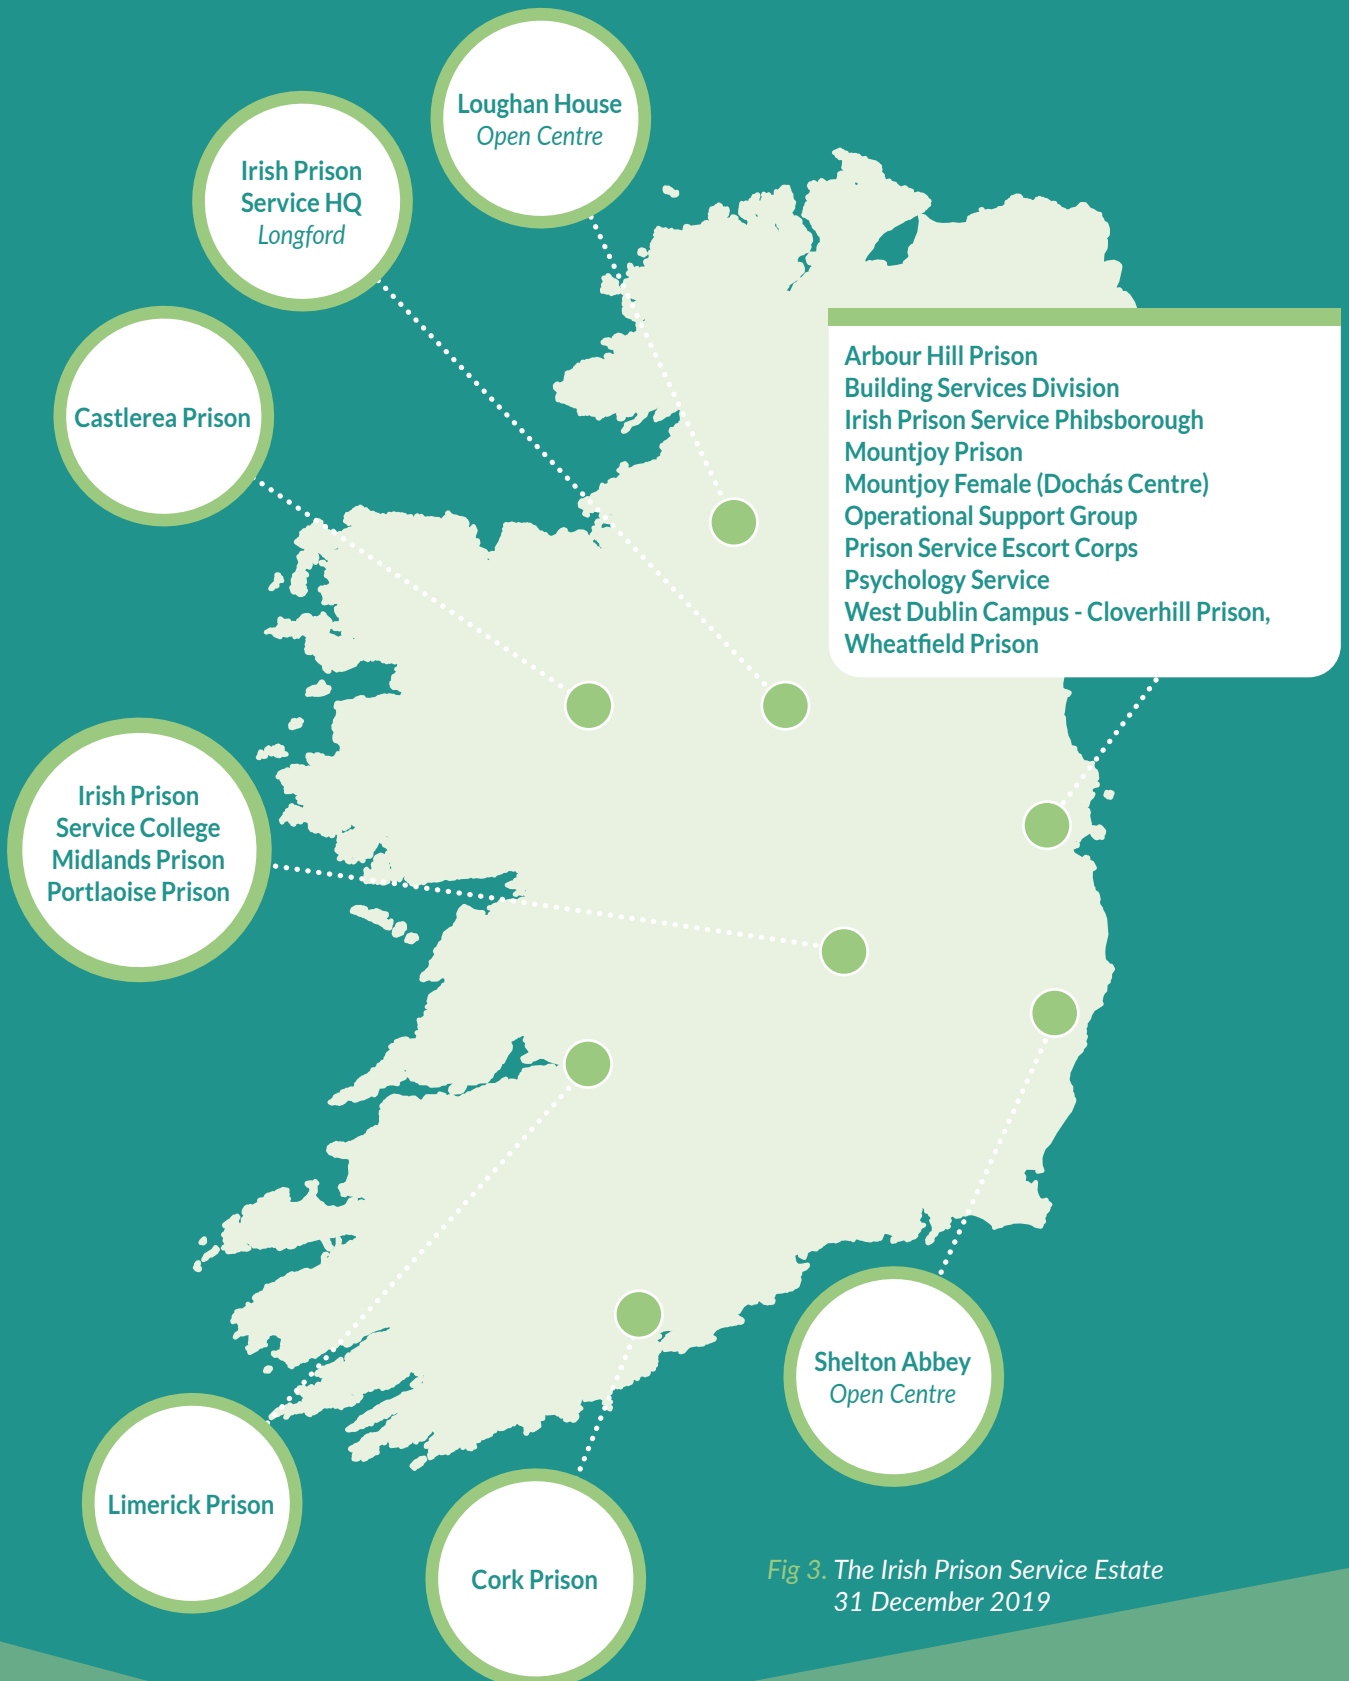 Loughan House
Open Centre
Irish Prison
Service HQ
Longford
Castlerea Prison
Arbour Hill Prison
Building Services Division
Irish Prison Service Phibsborough
Mountjoy Prison
Mountjoy Female (Dochás Centre)
Operational Support Group
Prison Service Escort Corps
Psychology Service
West Dublin Campus - Cloverhill Prison,
Wheatfield Prison
Irish Prison
Service College
Midlands Prison
Portlaoise Prison
Shelton Abbey
Open Centre
Limerick Prison
Cork Prison
Fig 3. The Irish Prison Service Estate
31 December 2019